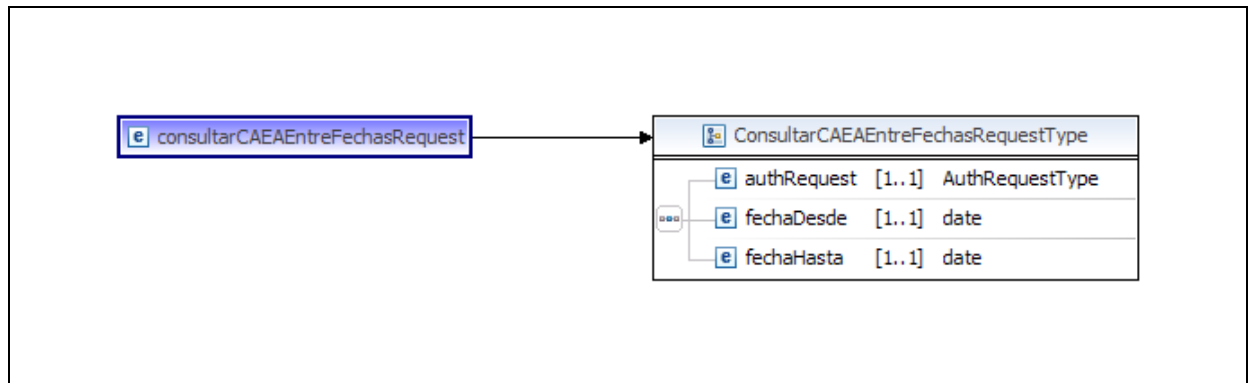 e consultarCAEAEntreFechasRequest
ConsultarCAEAEntreFechasRequestType
e authRequest [1..1] AuthRequestType
e fechaDesde [1..1] date
e fechaHasta [1..1] date